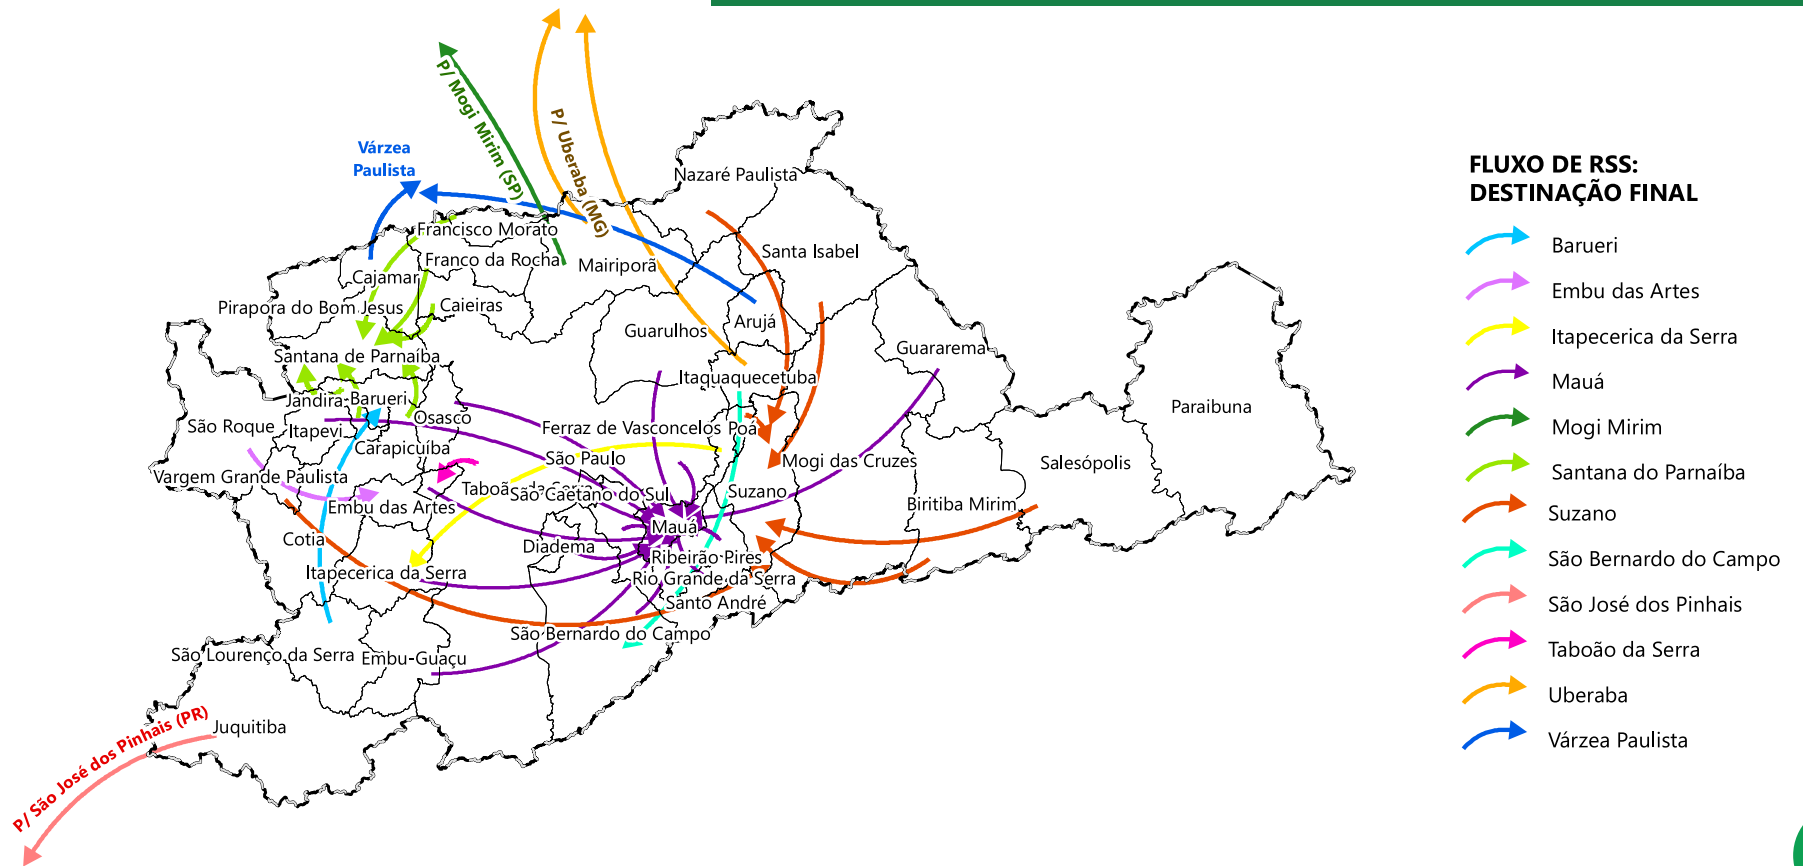 P/ Mogi Mirim (SP)
P/ Uberaba (MG)
Várzea
Paulista
Nazaré Paulista
Francisco Morato
Santa Isabel
Franco da Rocha
Mairiporã
Cajamar
Pirapora do Bom Jesus
Caieiras
Guarulhos
Arujá
Guararema
Santana de Parnaíba
Itaquaquecetuba
Jandira
Barueri
Paraibuna
Osasco
São Roque
Itapevi
Ferraz de Vasconcelos
Poá
Carapicuíba
São Paulo
Mogi das Cruzes
Salesópolis
Vargem Grande Paulista
Taboão da Serra
São Caetano do Sul
Suzano
Embu das Artes
Biritiba Mirim
Mauá
Cotia
Diadema
Ribeirão Pires
Itapecerica da Serra
Rio Grande da Serra
Santo André
São Bernardo do Campo
São Lourenço da Serra
Embu-Guaçu
Juquitiba
P/ São José dos Pinhais (PR)
FLUXO DE RSS:
DESTINAÇÃO FINAL
Barueri
Embu das Artes
Itapecerica da Serra
Mauá
Mogi Mirim
Santana do Parnaíba
Suzano
São Bernardo do Campo
São José dos Pinhais
Taboão da Serra
Uberaba
Várzea Paulista